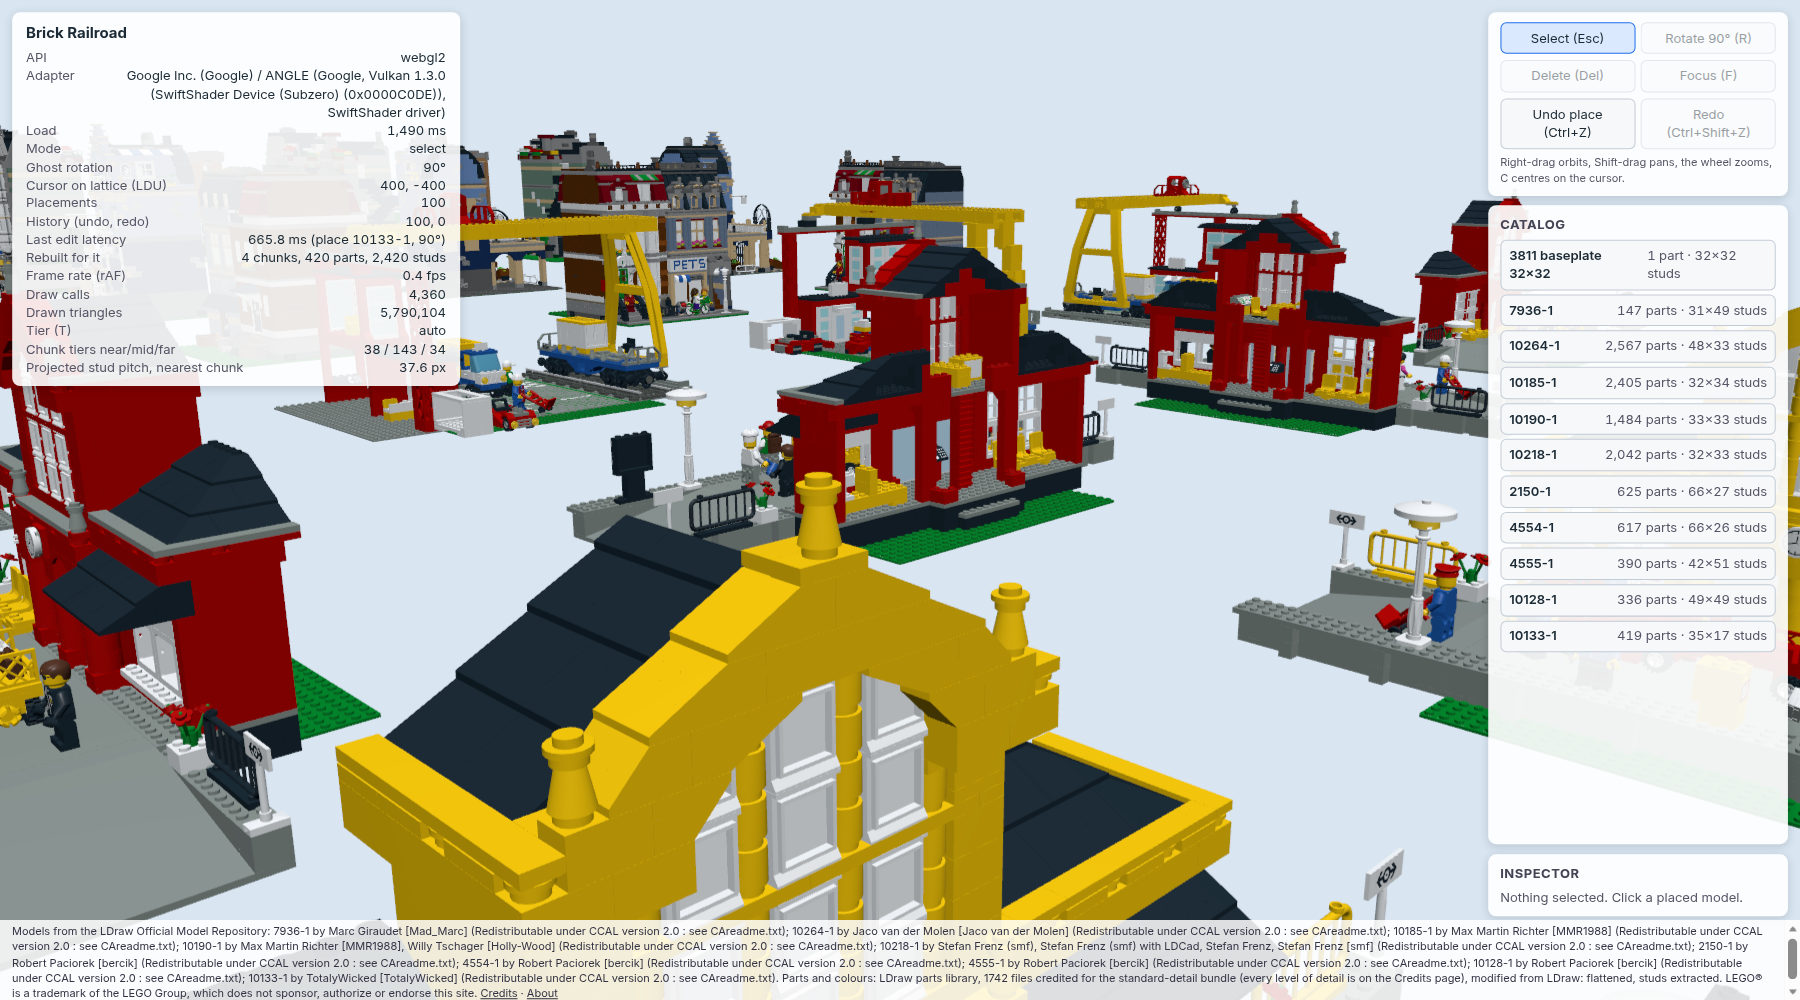 Brick Railroad
API webgl2
Adapter Google Inc. (Google) / ANGLE (Google, Vulkan 1.3.0
(SwiftShader Device (Subzero) (0x0000C0DE)),
SwiftShader driver)
Load 1,490 ms
Mode select
Ghost rotation 90°
Cursor on lattice (LDU) 400, -400
Placements 100
History (undo, redo) 100, 0
Last edit latency 665.8 ms (place 10133-1, 90°)
Rebuilt for it 4 chunks, 420 parts, 2,420 studs
Frame rate (rAF) 0.4 fps
Draw calls 4,360
Drawn triangles 5,790,104
Tier (T) auto
Chunk tiers near/mid/far 38 / 143 / 34
Projected stud pitch, nearest chunk 37.6 px
PETS
Select (Esc) Rotate 90° (R)
Delete (Del) Focus (F)
Undo place Redo
(Ctrl+Z) (Ctrl+Shift+Z)
Right-drag orbits, Shift-drag pans, the wheel zooms,
C centres on the cursor.
CATALOG
3811 baseplate 1 part · 32×32
32×32 studs
7936-1 147 parts · 31×49 studs
10264-1 2,567 parts · 48×33 studs
10185-1 2,405 parts · 32×34 studs
10190-1 1,484 parts · 33×33 studs
10218-1 2,042 parts · 32×33 studs
2150-1 625 parts · 66×27 studs
4554-1 617 parts · 66×26 studs
4555-1 390 parts · 42×51 studs
10128-1 336 parts · 49×49 studs
10133-1 419 parts · 35×17 studs
INSPECTOR
Nothing selected. Click a placed model.
Models from the LDraw Official Model Repository: 7936-1 by Marc Giraudet [Mad_Marc] (Redistributable under CCAL version 2.0 : see CAreadme.txt); 10264-1 by Jaco van der Molen [Jaco van der Molen] (Redistributable under CCAL version 2.0 : see CAreadme.txt); 10185-1 by Max Martin Richter [MMR1988] (Redistributable under CCAL
version 2.0 : see CAreadme.txt); 10190-1 by Max Martin Richter [MMR1988], Willy Tschager [Holly-Wood] (Redistributable under CCAL version 2.0 : see CAreadme.txt); 10218-1 by Stefan Frenz (smf), Stefan Frenz (smf) with LDCad, Stefan Frenz, Stefan Frenz [smf] (Redistributable under CCAL version 2.0 : see CAreadme.txt); 2150-1 by
Robert Paciorek [bercik] (Redistributable under CCAL version 2.0 : see CAreadme.txt); 4554-1 by Robert Paciorek [bercik] (Redistributable under CCAL version 2.0 : see CAreadme.txt); 4555-1 by Robert Paciorek [bercik] (Redistributable under CCAL version 2.0 : see CAreadme.txt); 10128-1 by Robert Paciorek [bercik] (Redistributable
under CCAL version 2.0 : see CAreadme.txt); 10133-1 by TotalyWicked [TotalyWicked] (Redistributable under CCAL version 2.0 : see CAreadme.txt). Parts and colours: LDraw parts library, 1742 files credited for the standard-detail bundle (every level of detail is on the Credits page), modified from LDraw: flattened, studs extracted. LEGO®
is a trademark of the LEGO Group, which does not sponsor, authorize or endorse this site. Credits · About